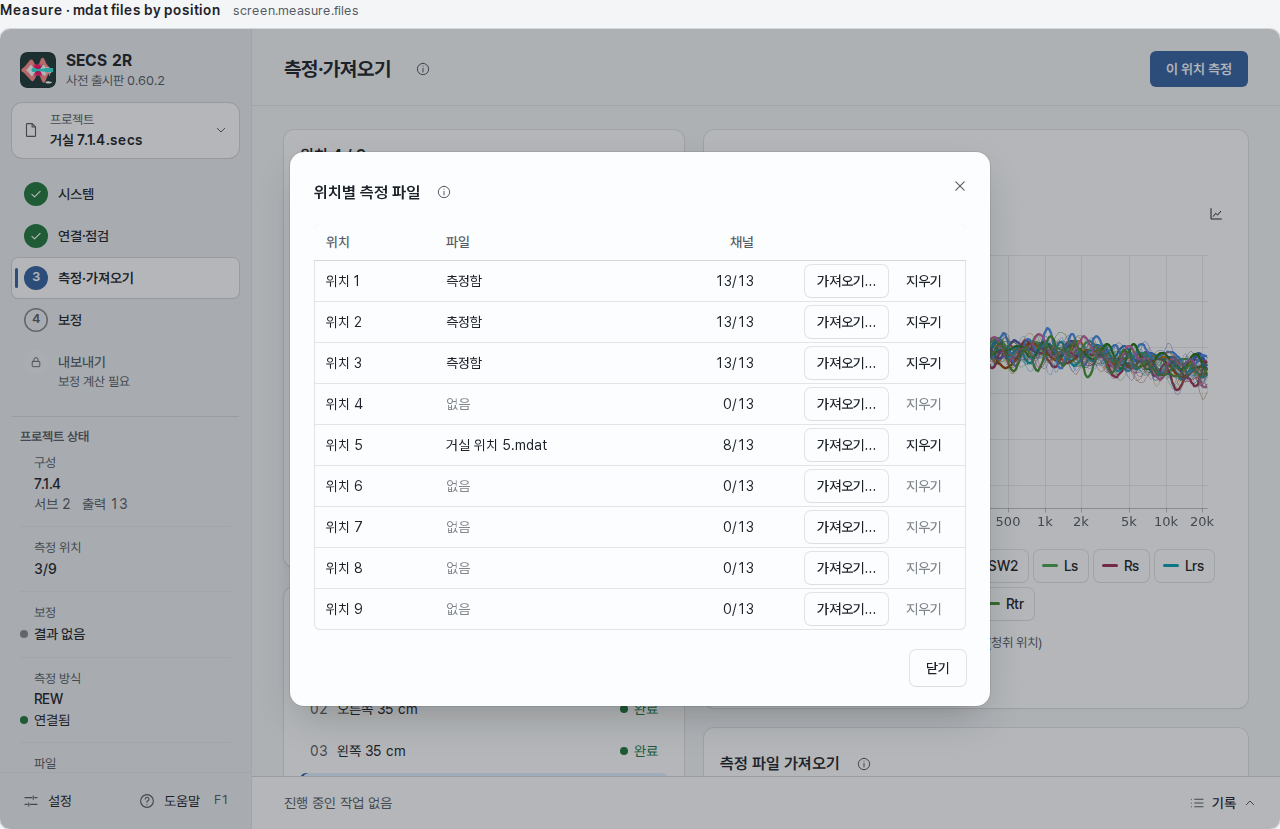 Measure · mdat files by position screen.measure.files
SECS 2R
사전 출시판 0.60.2
프로젝트
거실 7.1.4.secs
시스템
연결·점검
3 측정·가져오기
4 보정
내보내기
보정 계산 필요
프로젝트 상태
구성
7.1.4
서브 2 출력 13
측정 위치
3/9
보정
결과 없음
측정 방식
REW
연결됨
파일
설정
도움말 F1
측정·가져오기
이 위치 측정
위치별 측정 파일
위치 파일 채널
위치 1 측정함 13/13 가져오기... 지우기
위치 2 측정함 13/13 가져오기... 지우기
위치 3 측정함 13/13 가져오기... 지우기
위치 4 없음 0/13 가져오기... 지우기
위치 5 거실 위치 5.mdat 8/13 가져오기... 지우기
위치 6 없음 0/13 가져오기... 지우기
위치 7 없음 0/13 가져오기... 지우기
위치 8 없음 0/13 가져오기... 지우기
위치 9 없음 0/13 가져오기... 지우기
닫기
500 1k 2k 5k 10k 20k
SW2 Ls Rs Lrs
Rtr
(청취 위치)
02 오른쪽 35 cm 완료
03 왼쪽 35 cm 완료
측정 파일 가져오기
진행 중인 작업 없음
기록